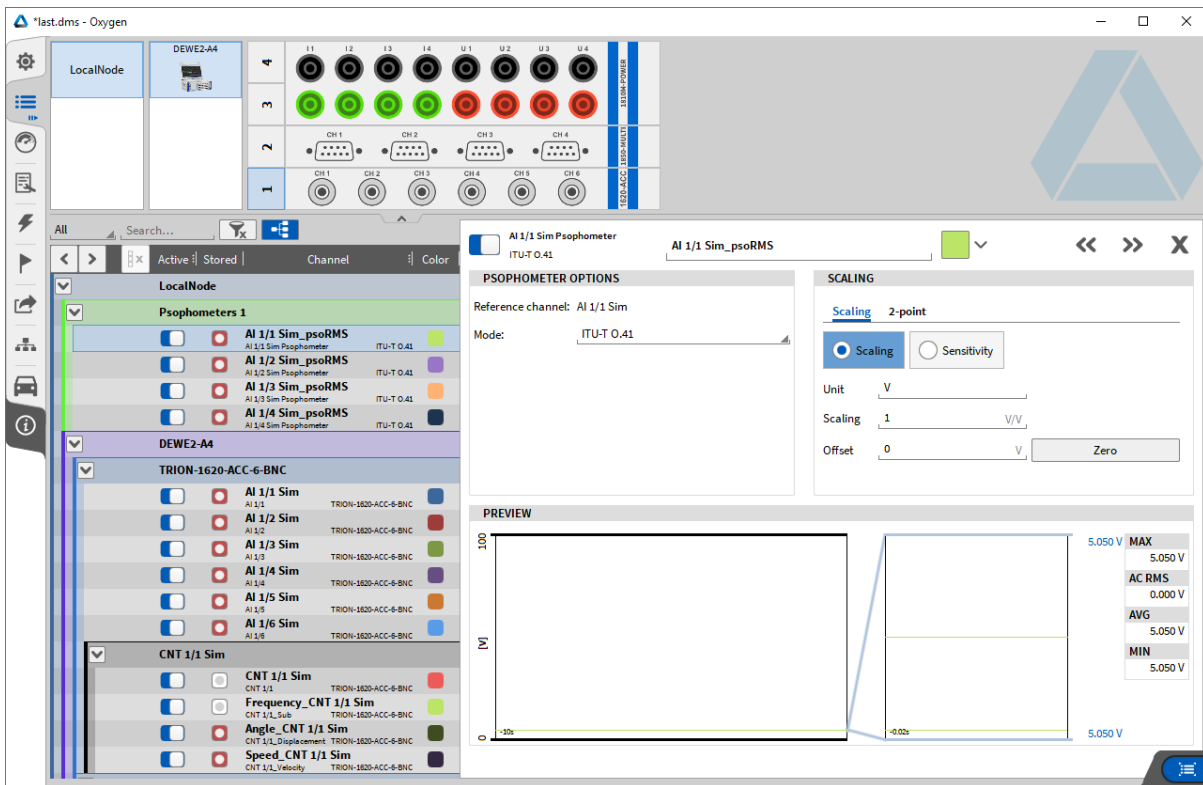 *last.dms - Oxygen
LocalNode
DEWE2-A4
4
I 1 I 2 I 3 I 4 U 1 U 2 U 3 U 4
3
1810M-POWER
2
CH 1 CH 2 CH 3 CH 4
1850-MULTI
1
CH 1 CH 2 CH 3 CH 4 CH 5 CH 6
1620-ACC
All
Search...
Active Stored Channel Color
LocalNode
Psophometers 1
AI 1/1 Sim_psoRMS
AI 1/1 Sim Psophometer ITU-T O.41
AI 1/2 Sim_psoRMS
AI 1/2 Sim Psophometer ITU-T O.41
AI 1/3 Sim_psoRMS
AI 1/3 Sim Psophometer ITU-T O.41
AI 1/4 Sim_psoRMS
AI 1/4 Sim Psophometer ITU-T O.41
DEWE2-A4
TRION-1620-ACC-6-BNC
AI 1/1 Sim
AI 1/1 TRION-1620-ACC-6-BNC
AI 1/2 Sim
AI 1/2 TRION-1620-ACC-6-BNC
AI 1/3 Sim
AI 1/3 TRION-1620-ACC-6-BNC
AI 1/4 Sim
AI 1/4 TRION-1620-ACC-6-BNC
AI 1/5 Sim
AI 1/5 TRION-1620-ACC-6-BNC
AI 1/6 Sim
AI 1/6 TRION-1620-ACC-6-BNC
CNT 1/1 Sim
CNT 1/1 Sim
CNT 1/1 TRION-1620-ACC-6-BNC
Frequency_CNT 1/1 Sim
CNT 1/1_Sub TRION-1620-ACC-6-BNC
Angle_CNT 1/1 Sim
CNT 1/1_Displacement TRION-1620-ACC-6-BNC
Speed_CNT 1/1 Sim
CNT 1/1_Velocity TRION-1620-ACC-6-BNC
AI 1/1 Sim Psophometer
ITU-T O.41
AI 1/1 Sim_psoRMS
X
PSOPHOMETER OPTIONS
Reference channel: AI 1/1 Sim
Mode: ITU-T O.41
SCALING
Scaling 2-point
Scaling Sensitivity
Unit V
Scaling 1 V/V
Offset 0 V Zero
PREVIEW
100
[V]
0
-10s
-0.02s
5.050 V
5.050 V
MAX
5.050 V
AC RMS
0.000 V
AVG
5.050 V
MIN
5.050 V